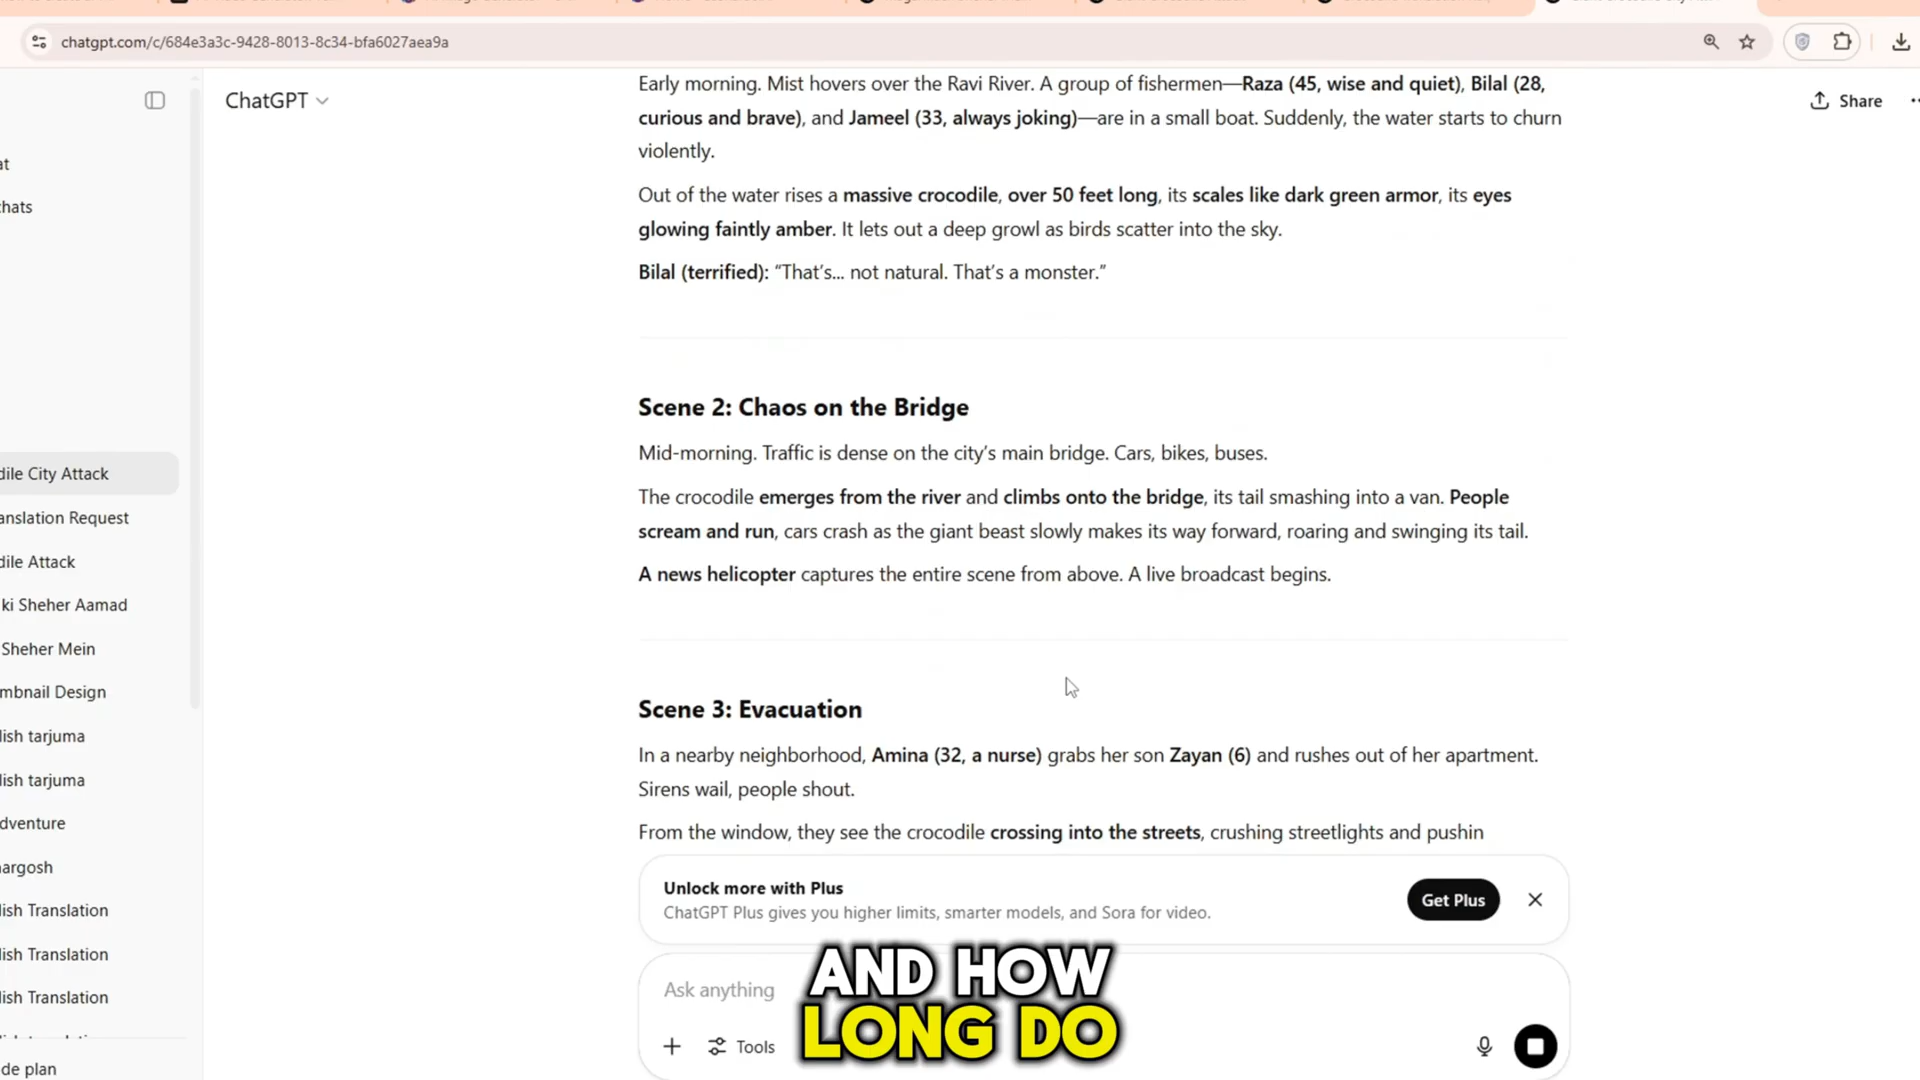 chatgpt.com/c/684e3a3c-9428-8013-8c34-bfa6027aea9a
ChatGPT
Share
at
chats
dile City Attack
anslation Request
dile Attack
ki Sheher Aamad
Sheher Mein
mbnail Design
lish tarjuma
lish tarjuma
dventure
hargosh
lish Translation
lish Translation
lish Translation
de plan
Early morning. Mist hovers over the Ravi River. A group of fishermen—Raza (45, wise and quiet), Bilal (28,
curious and brave), and Jameel (33, always joking)—are in a small boat. Suddenly, the water starts to churn
violently.
Out of the water rises a massive crocodile, over 50 feet long, its scales like dark green armor, its eyes
glowing faintly amber. It lets out a deep growl as birds scatter into the sky.
Bilal (terrified): “That’s... not natural. That’s a monster.”
Scene 2: Chaos on the Bridge
Mid-morning. Traffic is dense on the city’s main bridge. Cars, bikes, buses.
The crocodile emerges from the river and climbs onto the bridge, its tail smashing into a van. People
scream and run, cars crash as the giant beast slowly makes its way forward, roaring and swinging its tail.
A news helicopter captures the entire scene from above. A live broadcast begins.
Scene 3: Evacuation
In a nearby neighborhood, Amina (32, a nurse) grabs her son Zayan (6) and rushes out of her apartment.
Sirens wail, people shout.
From the window, they see the crocodile crossing into the streets, crushing streetlights and pushin
Unlock more with Plus
ChatGPT Plus gives you higher limits, smarter models, and Sora for video.
Get Plus
Ask anything
Tools
AND HOW
LONG DO